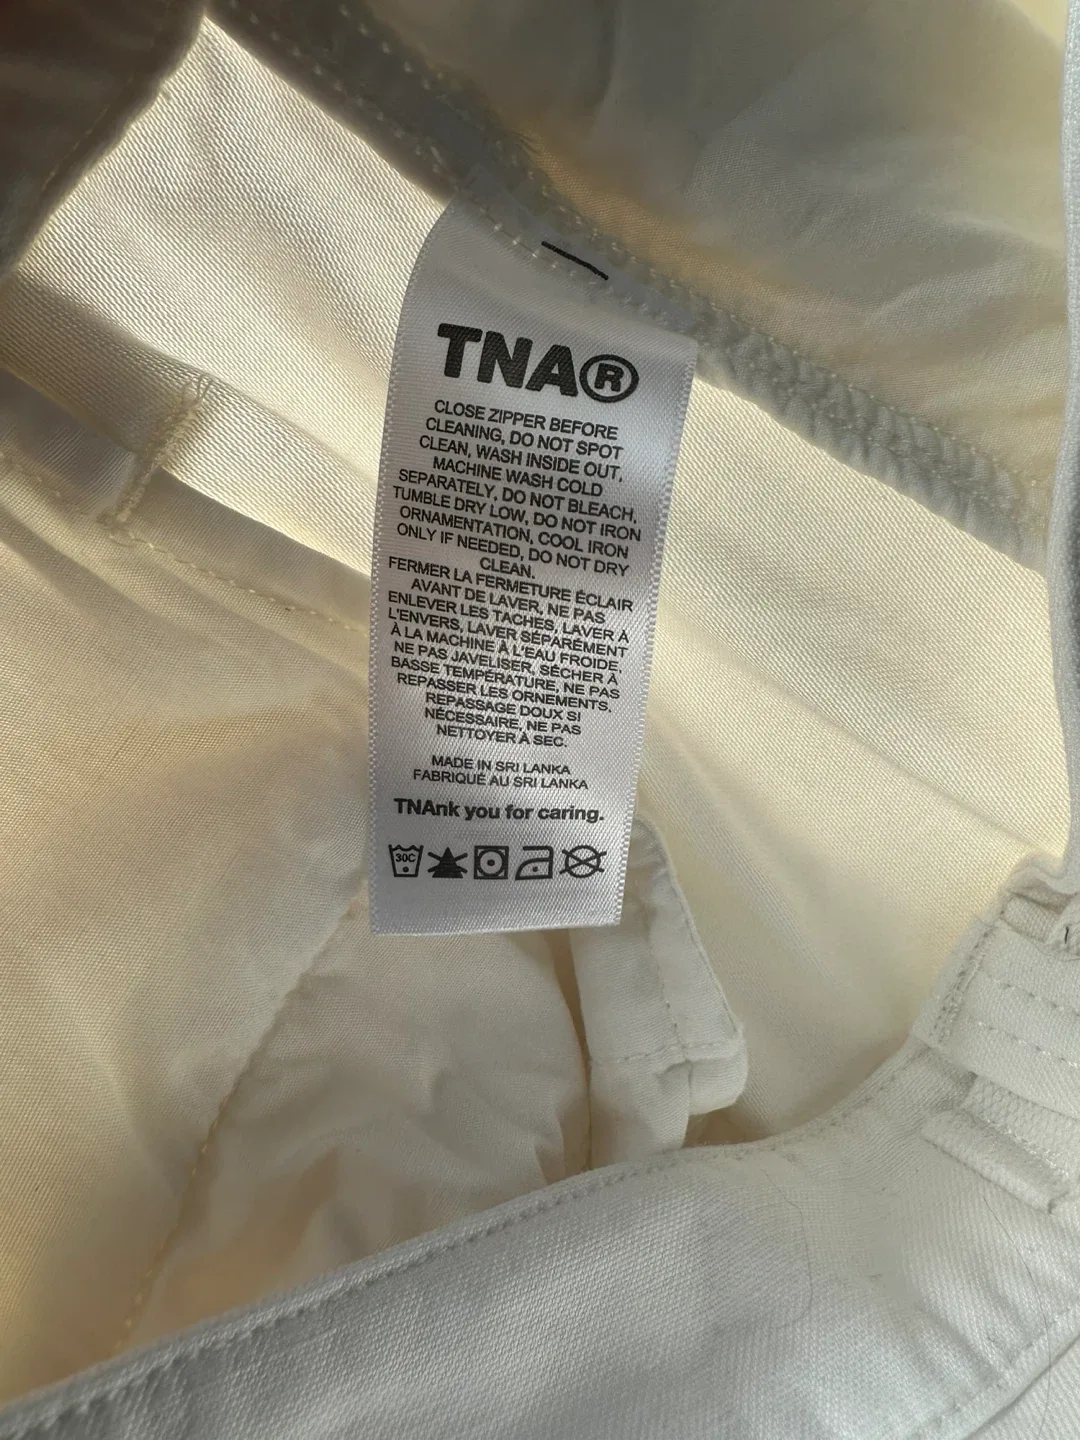 TNA®
CLOSE ZIPPER BEFORE
CLEANING, DO NOT SPOT
CLEAN, WASH INSIDE OUT,
MACHINE WASH COLD
SEPARATELY, DO NOT BLEACH,
TUMBLE DRY LOW, DO NOT IRON
ORNAMENTATION, COOL IRON
ONLY IF NEEDED, DO NOT DRY
CLEAN.
FERMER LA FERMETURE ÉCLAIR
AVANT DE LAVER, NE PAS
ENLEVER LES TACHES, LAVER À
L'ENVERS, LAVER SÉPARÉMENT
À LA MACHINE À L'EAU FROIDE,
NE PAS JAVELISER, SÉCHER À
BASSE TEMPÉRATURE, NE PAS
REPASSER LES ORNEMENTS.
REPASSAGE DOUX SI
NÉCESSAIRE, NE PAS
NETTOYER À SEC.
MADE IN SRI LANKA
FABRIQUÉ AU SRI LANKA
TNAnk you for caring.
30C